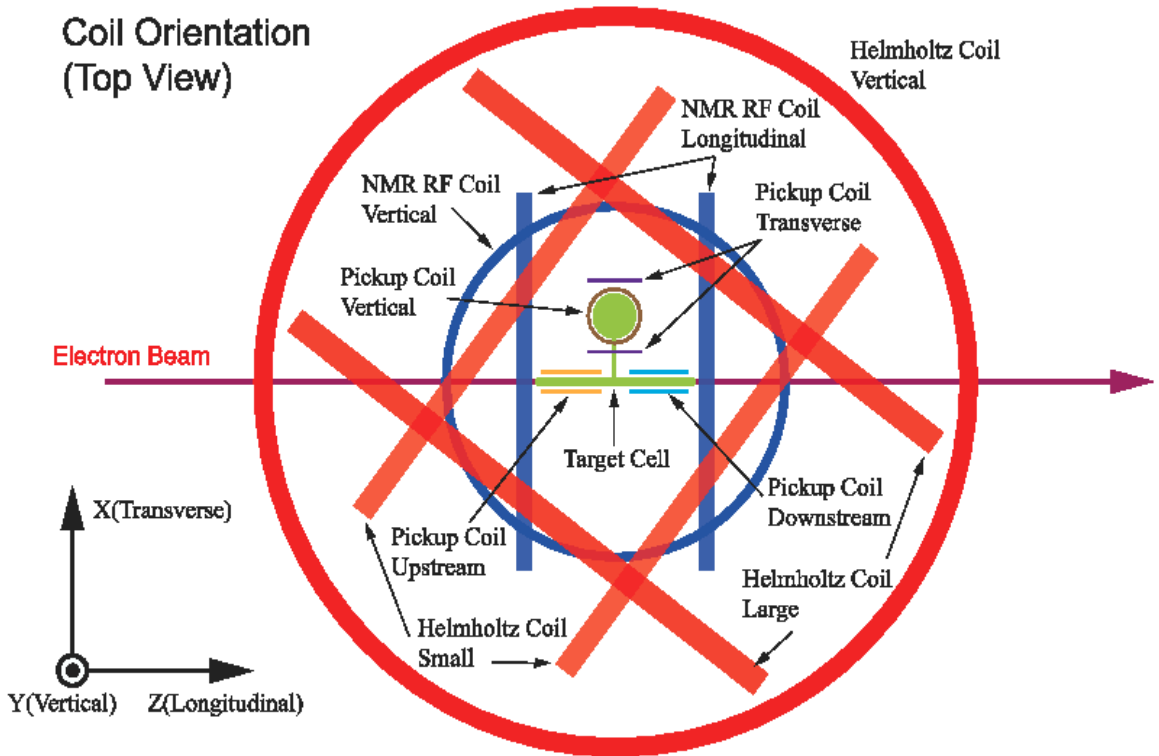 Coil Orientation
(Top View)
Helmholtz Coil
Vertical
NMR RF Coil
Longitudinal
NMR RF Coil
Vertical
Pickup Coil
Transverse
Pickup Coil
Vertical
Electron Beam
Target Cell
Pickup Coil
Downstream
X(Transverse)
Pickup Coil
Upstream
Helmholtz Coil
Large
Helmholtz Coil
Small
Y(Vertical)
Z(Longitudinal)